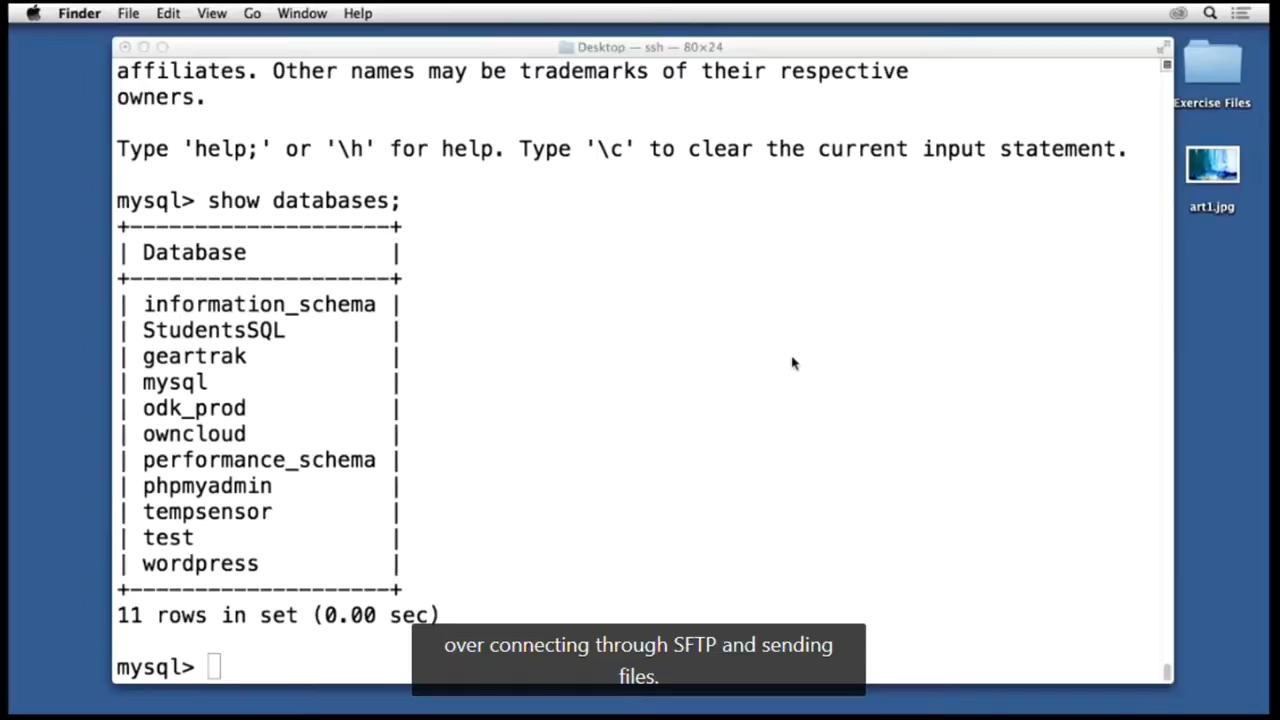 Finder File Edit View Go Window Help
Desktop — ssh — 80×24
affiliates. Other names may be trademarks of their respective
owners.
Type 'help;' or '\h' for help. Type '\c' to clear the current input statement.
mysql> show databases;
+--------------------+
| Database           |
+--------------------+
| information_schema |
| StudentsSQL        |
| geartrak           |
| mysql              |
| odk_prod           |
| owncloud           |
| performance_schema |
| phpmyadmin         |
| tempsensor         |
| test               |
| wordpress          |
+--------------------+
11 rows in set (0.00 sec)
mysql>
Exercise Files
art1.jpg
over connecting through SFTP and sending
files.